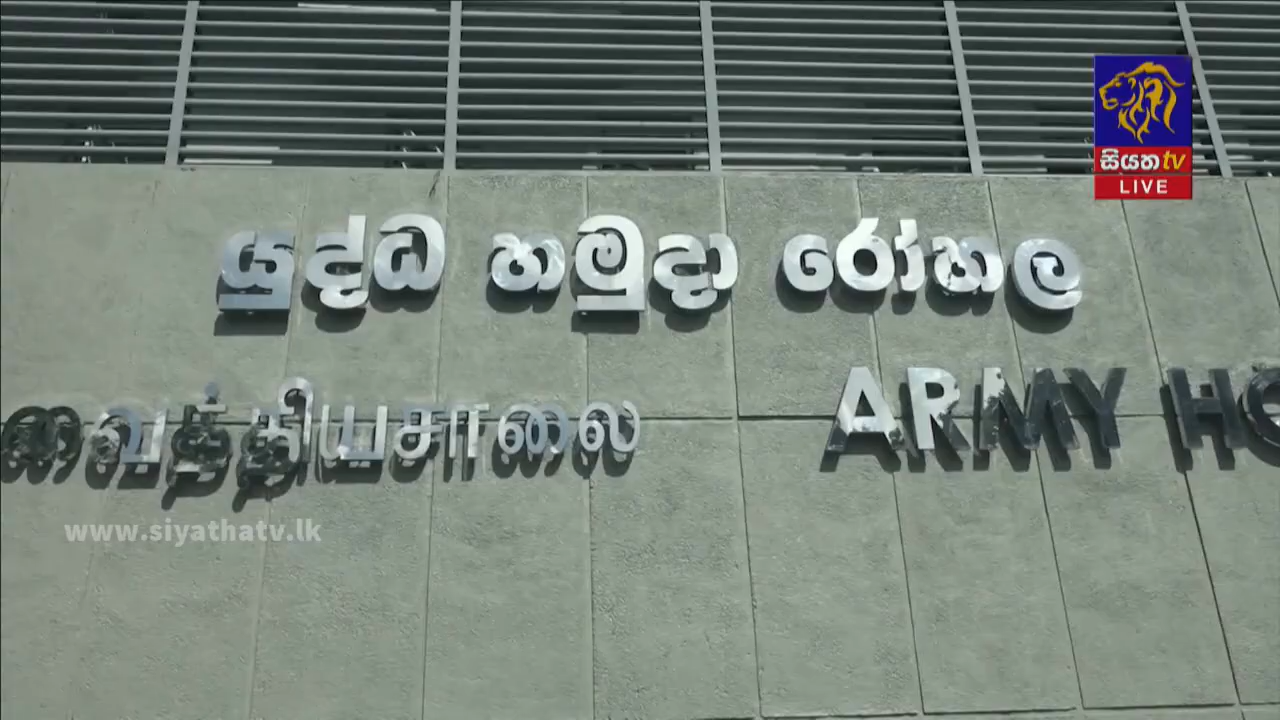 සියත tv
LIVE
යුද්ධ හමුදා රෝහල
வைத்தியசாலை
ARMY HO
www.siyathatv.lk